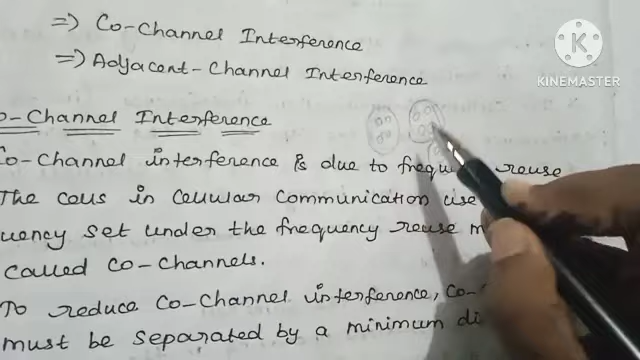 => Co-Channel Interference
=> Adjacent-Channel Interference
K
KINEMASTER
o-Channel Interference
Co-Channel interference is due to frequ reuse
The cells in cellular communication use
uency set under the frequency reuse m
called Co-Channels.
To reduce Co-Channel interference, Co-
must be separated by a minimum di